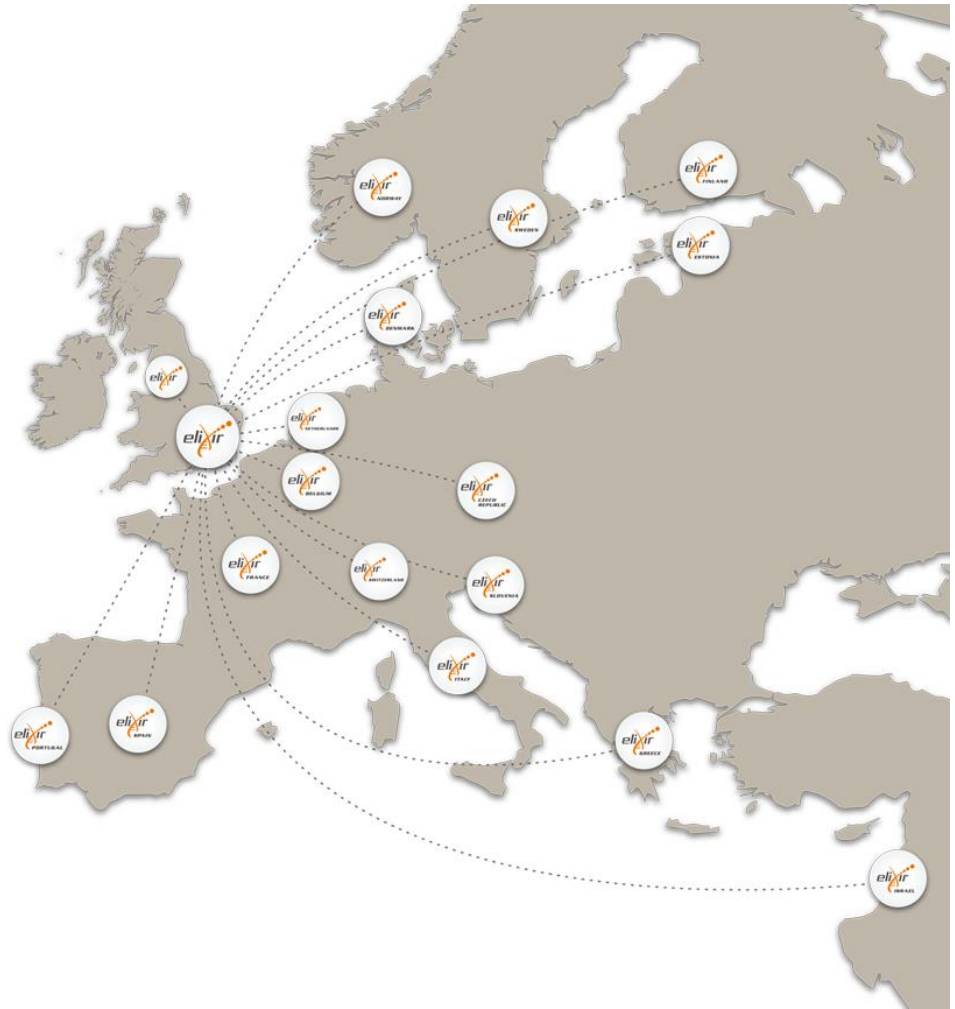 elixir
NORWAY
elixir
FINLAND
elixir
SWEDEN
elixir
ESTONIA
elixir
DENMARK
elixir
elixir
elixir
NETHERLANDS
elixir
BELGIUM
elixir
CZECH
REPUBLIC
elixir
FRANCE
elixir
SWITZERLAND
elixir
SLOVENIA
elixir
ITALY
elixir
PORTUGAL
elixir
SPAIN
elixir
GREECE
elixir
ISRAEL